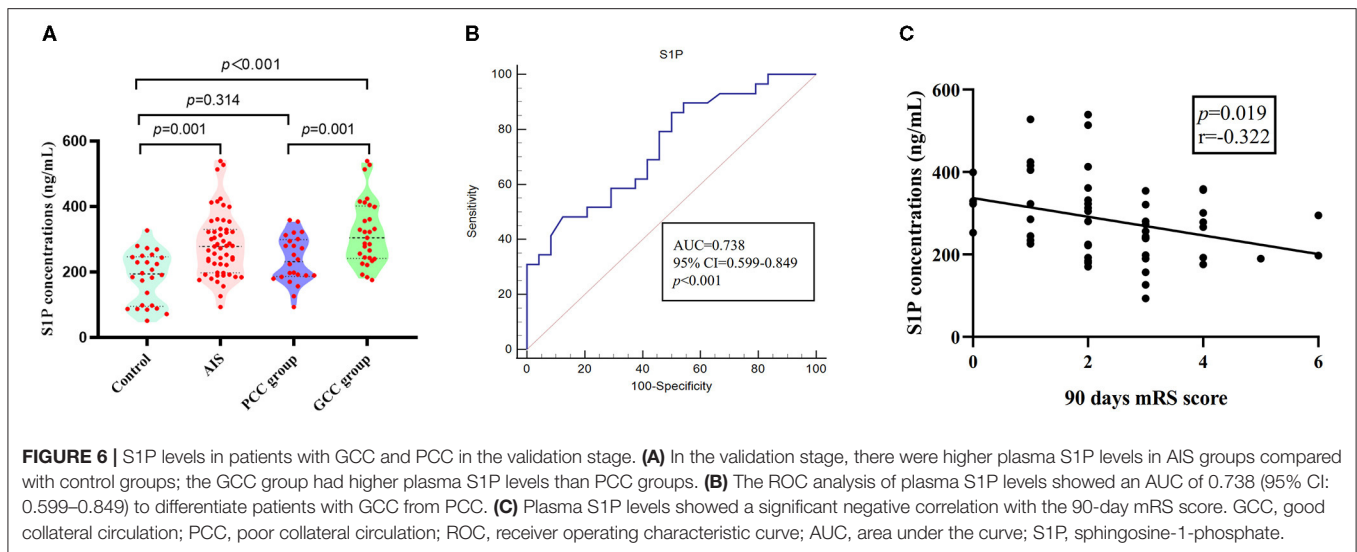 A
p<0.001
p=0.314
p=0.001
p=0.001
S1P concentrations (ng/mL)
600
400
200
0
Control
AIS
PCC group
GCC group
B
S1P
Sensitivity
100
80
60
40
20
0
AUC=0.738
95% CI=0.599-0.849
p<0.001
0
20
40
60
80
100
100-Specificity
C
S1P concentrations (ng/mL)
600
400
200
0
p=0.019
r=-0.322
0
2
4
6
90 days mRS score
FIGURE 6 | S1P levels in patients with GCC and PCC in the validation stage. (A) In the validation stage, there were higher plasma S1P levels in AIS groups compared
with control groups; the GCC group had higher plasma S1P levels than PCC groups. (B) The ROC analysis of plasma S1P levels showed an AUC of 0.738 (95% CI:
0.599–0.849) to differentiate patients with GCC from PCC. (C) Plasma S1P levels showed a significant negative correlation with the 90-day mRS score. GCC, good
collateral circulation; PCC, poor collateral circulation; ROC, receiver operating characteristic curve; AUC, area under the curve; S1P, sphingosine-1-phosphate.